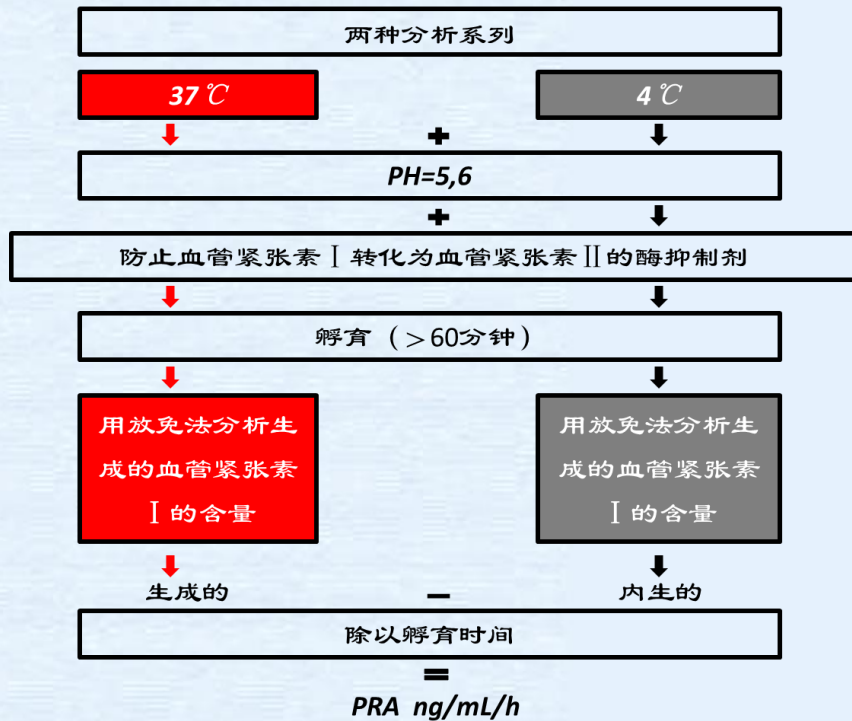 两种分析系列
37℃ 4℃
+
PH=5,6
+
防止血管紧张素Ⅰ转化为血管紧张素Ⅱ的酶抑制剂
孵育（>60分钟）
用放免法分析生
成的血管紧张素
Ⅰ的含量
用放免法分析生
成的血管紧张素
Ⅰ的含量
生成的 − 内生的
除以孵育时间
=
PRA ng/mL/h